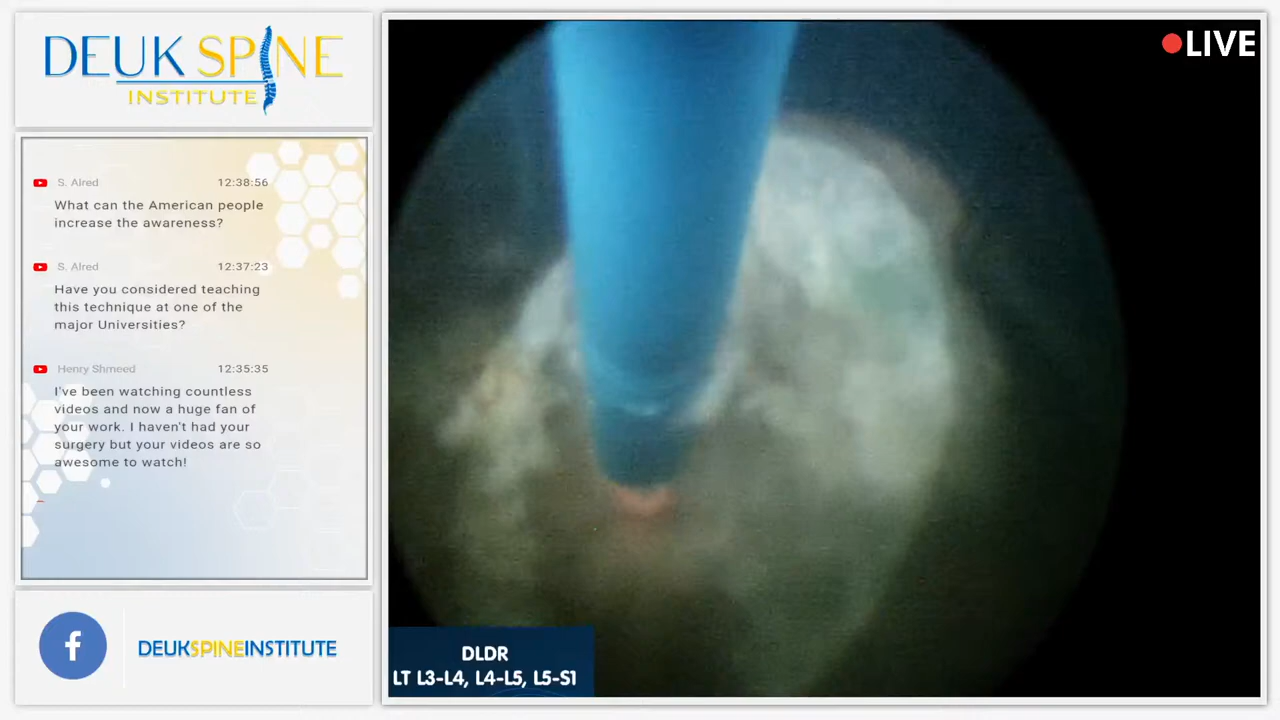 DEUK SPINE
INSTITUTE
S. Alred 12:38:56
What can the American people
increase the awareness?
S. Alred 12:37:23
Have you considered teaching
this technique at one of the
major Universities?
Henry Shmeed 12:35:35
I've been watching countless
videos and now a huge fan of
your work. I haven't had your
surgery but your videos are so
awesome to watch!
f
DEUKSPINEINSTITUTE
LIVE
DLDR
LT L3-L4, L4-L5, L5-S1